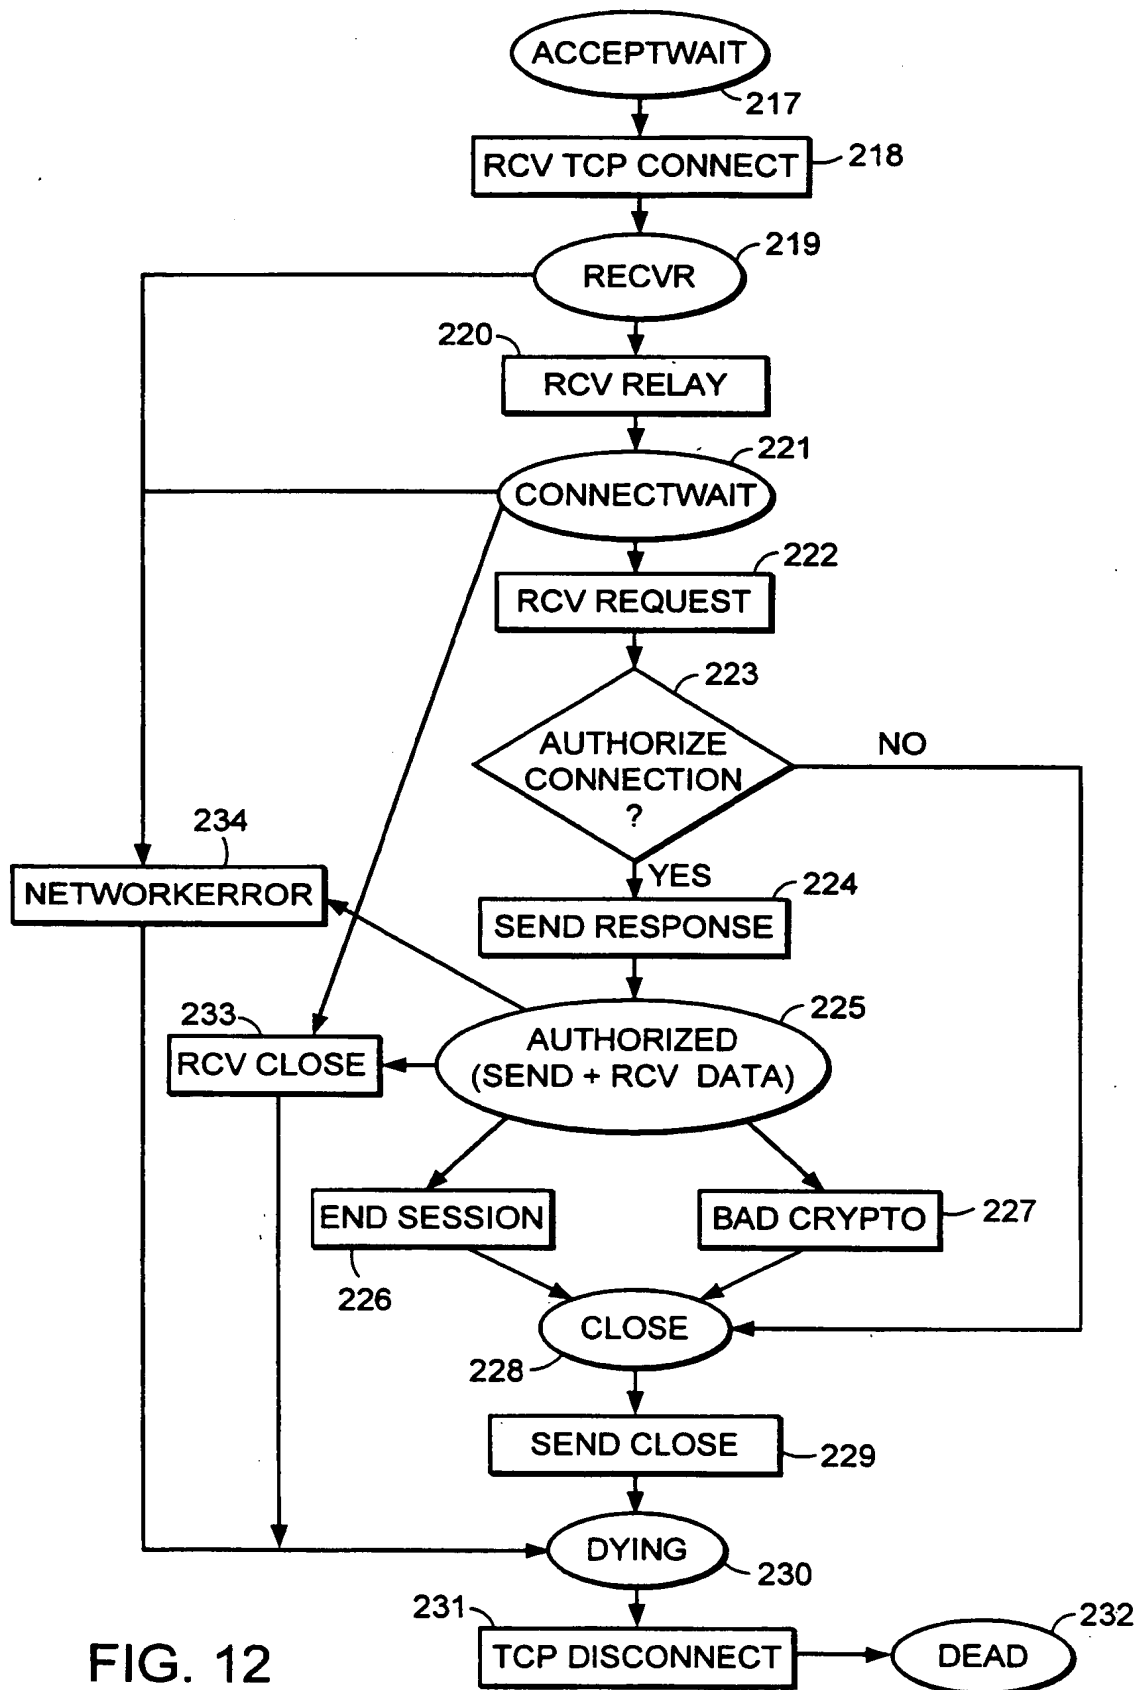 ACCEPTWAIT
217
RCV TCP CONNECT
218
RECVR
219
220
RCV RELAY
221
CONNECTWAIT
222
RCV REQUEST
223
AUTHORIZE
CONNECTION
?
NO
234
NETWORKERROR
YES
224
SEND RESPONSE
233
RCV CLOSE
225
AUTHORIZED
(SEND + RCV DATA)
END SESSION
226
BAD CRYPTO
227
CLOSE
228
SEND CLOSE
229
DYING
230
231
TCP DISCONNECT
232
DEAD
FIG. 12